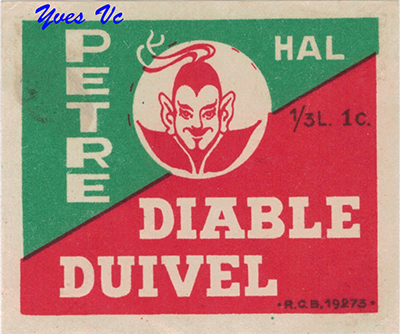 Yves Vc
PETRE
HAL
1/3L. 1C.
DIABLE
DUIVEL
R.C.B. 19273